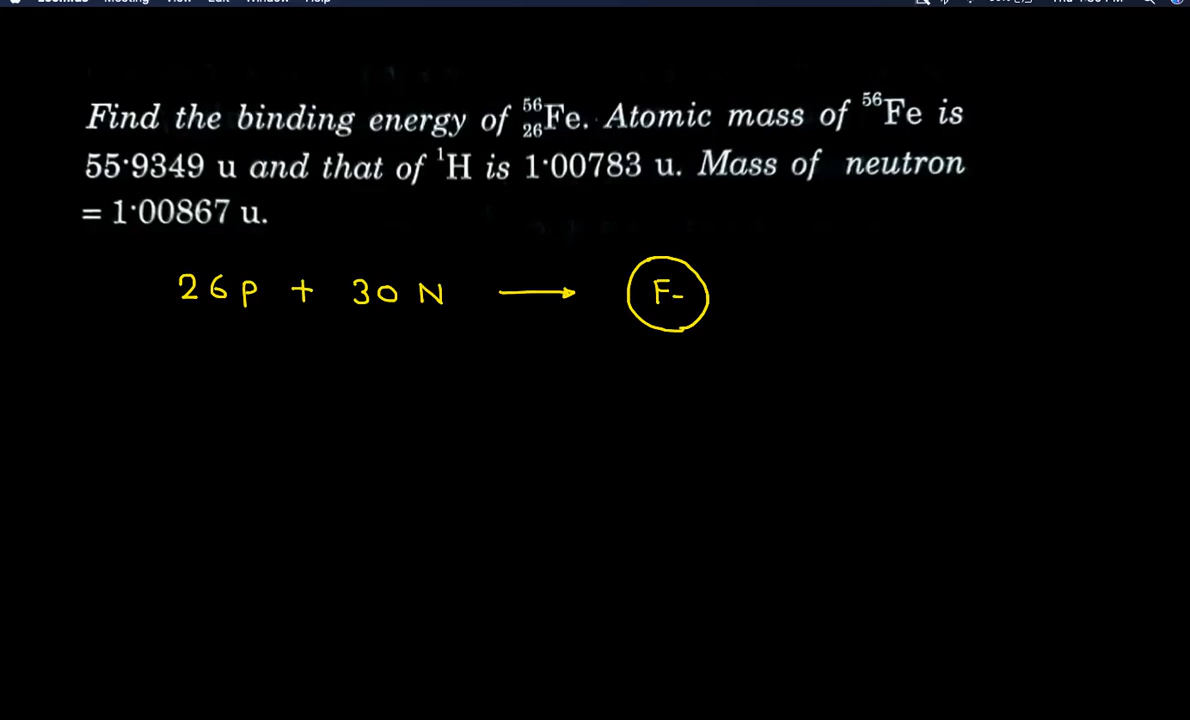 Find the binding energy of ⁵⁶₂₆Fe. Atomic mass of ⁵⁶Fe is
55·9349 u and that of ¹H is 1·00783 u. Mass of neutron
= 1·00867 u.
26 p + 30 N ⟶ F-